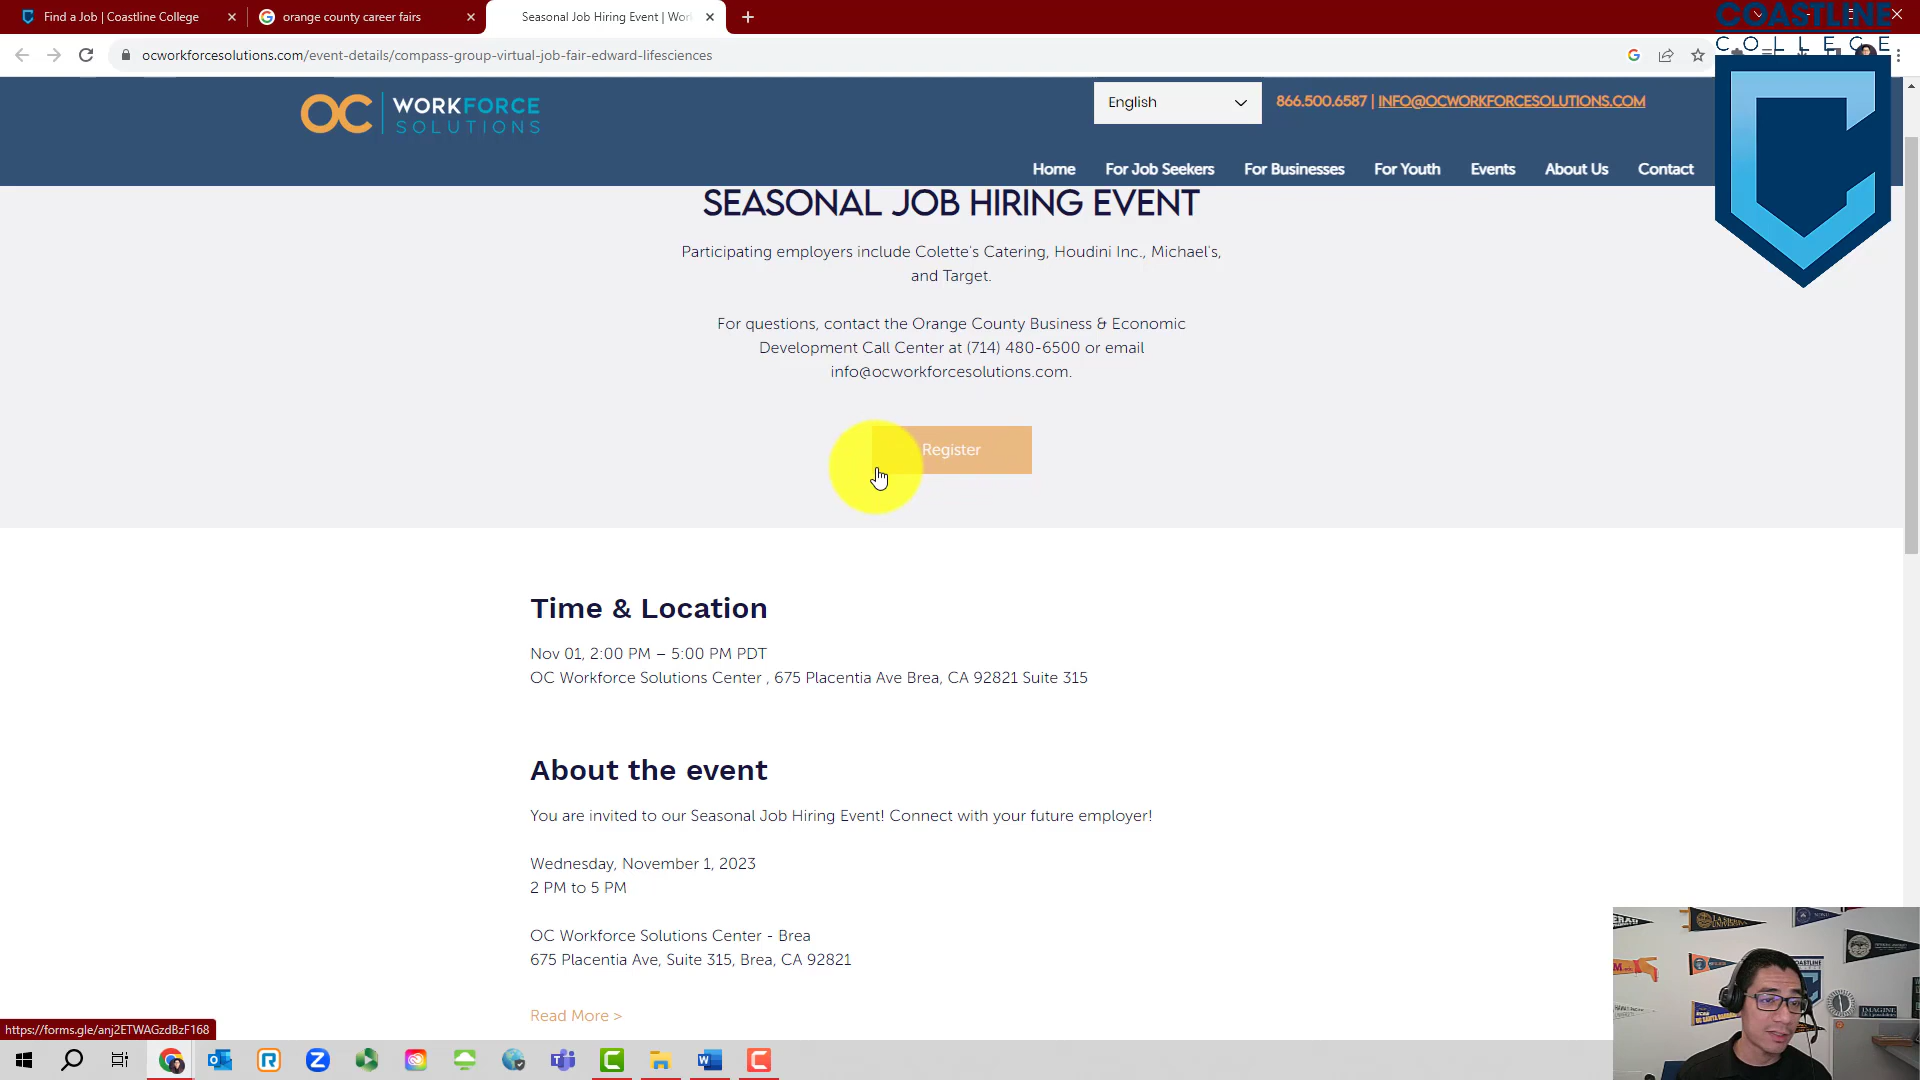 Find a Job | Coastline College
orange county career fairs
Seasonal Job Hiring Event | Wor
ocworkforcesolutions.com/event-details/compass-group-virtual-job-fair-edward-lifesciences
COASTLINE
COLLEGE
OC WORKFORCE
SOLUTIONS
English
866.500.6587 | INFO@OCWORKFORCESOLUTIONS.COM
Home For Job Seekers For Businesses For Youth Events About Us Contact
SEASONAL JOB HIRING EVENT
Participating employers include Colette's Catering, Houdini Inc., Michael's,
and Target.
For questions, contact the Orange County Business & Economic
Development Call Center at (714) 480-6500 or email
info@ocworkforcesolutions.com.
Register
Time & Location
Nov 01, 2:00 PM – 5:00 PM PDT
OC Workforce Solutions Center , 675 Placentia Ave Brea, CA 92821 Suite 315
About the event
You are invited to our Seasonal Job Hiring Event! Connect with your future employer!
Wednesday, November 1, 2023
2 PM to 5 PM
OC Workforce Solutions Center - Brea
675 Placentia Ave, Suite 315, Brea, CA 92821
Read More >
https://forms.gle/anj2ETWAGzdBzF168
LA SIERRA
IMAGINE